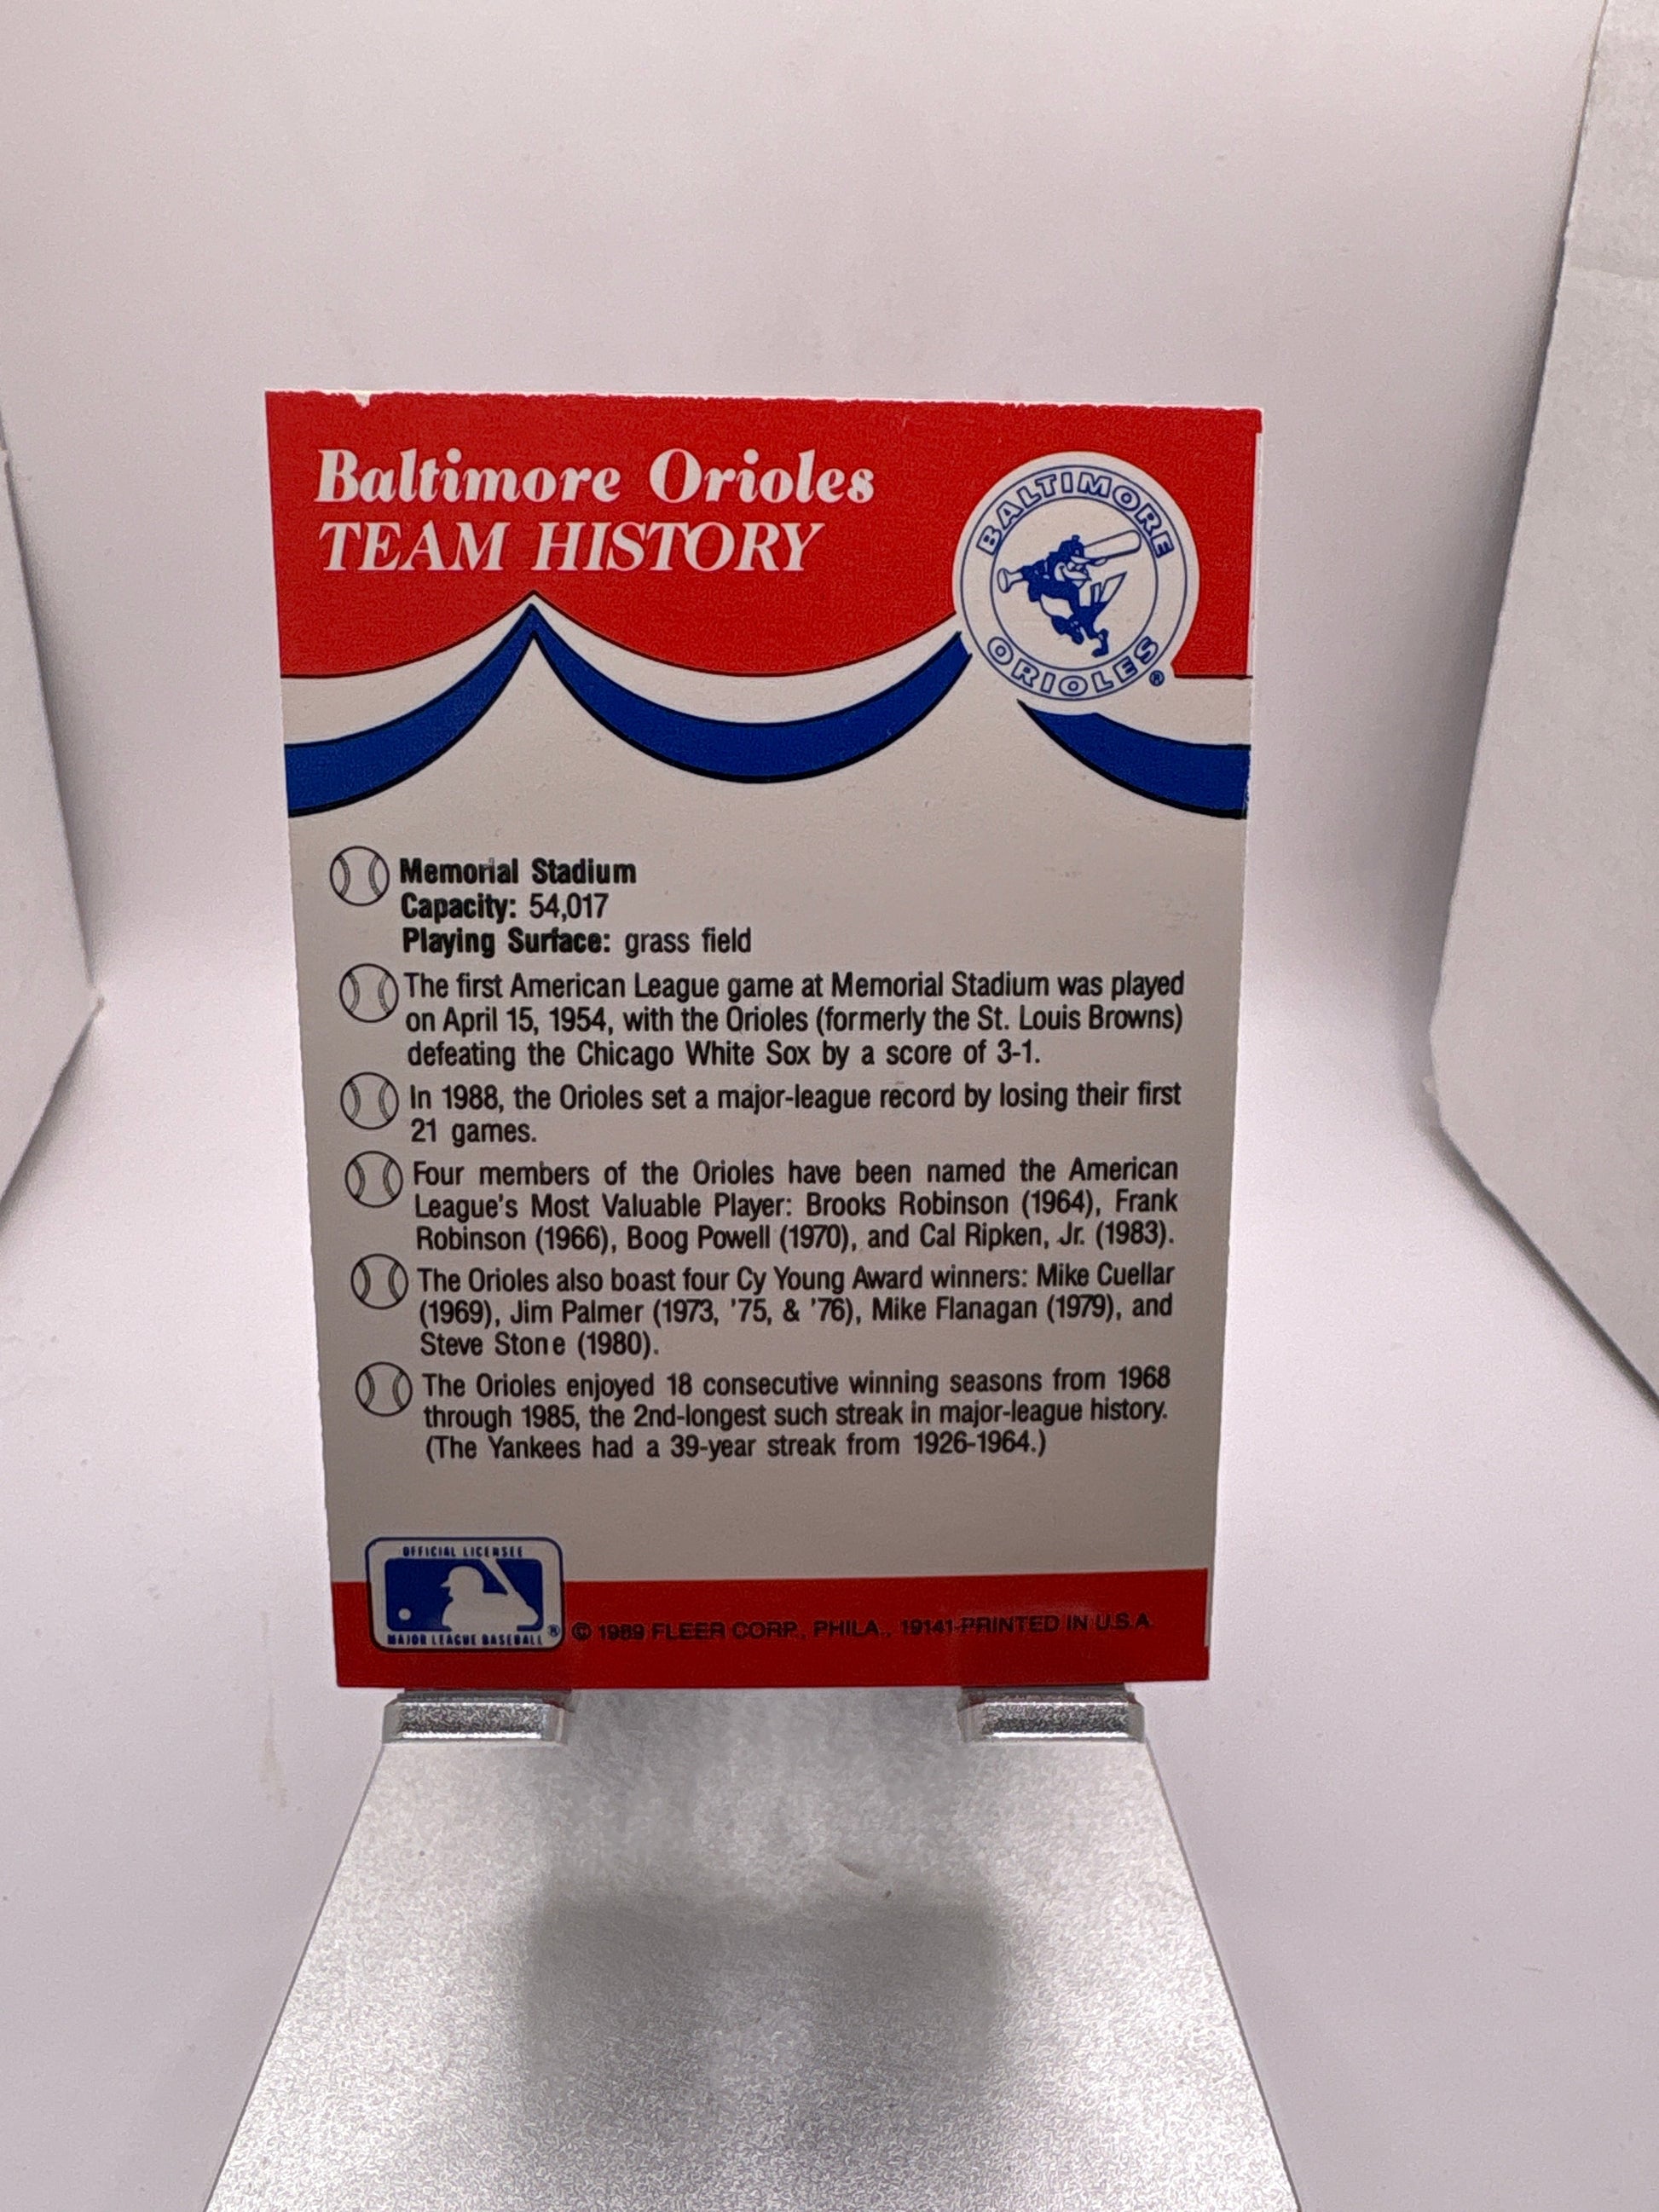 Baltimore Orioles
TEAM HISTORY
BALTIMORE
ORIOLES®
Memorial Stadium
Capacity: 54,017
Playing Surface: grass field
The first American League game at Memorial Stadium was played
on April 15, 1954, with the Orioles (formerly the St. Louis Browns)
defeating the Chicago White Sox by a score of 3-1.
In 1988, the Orioles set a major-league record by losing their first
21 games.
Four members of the Orioles have been named the American
League's Most Valuable Player: Brooks Robinson (1964), Frank
Robinson (1966), Boog Powell (1970), and Cal Ripken, Jr. (1983).
The Orioles also boast four Cy Young Award winners: Mike Cuellar
(1969), Jim Palmer (1973, '75, & '76), Mike Flanagan (1979), and
Steve Stone (1980).
The Orioles enjoyed 18 consecutive winning seasons from 1968
through 1985, the 2nd-longest such streak in major-league history.
(The Yankees had a 39-year streak from 1926-1964.)
OFFICIAL LICENSEE
MAJOR LEAGUE BASEBALL®
© 1989 FLEER CORP., PHILA., 19141-PRINTED IN U.S.A.